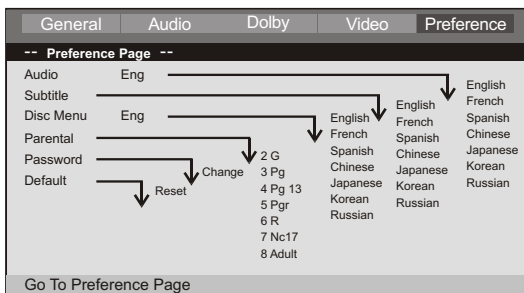 General Audio Dolby Video Preference
-- Preference Page --
Audio Eng
Subtitle
Disc Menu Eng
Parental
Password
Default
Reset
Change
2 G
3 Pg
4 Pg 13
5 Pgr
6 R
7 Nc17
8 Adult
English
French
Spanish
Chinese
Japanese
Korean
Russian
English
French
Spanish
Chinese
Japanese
Korean
Russian
English
French
Spanish
Chinese
Japanese
Korean
Russian
Go To Preference Page